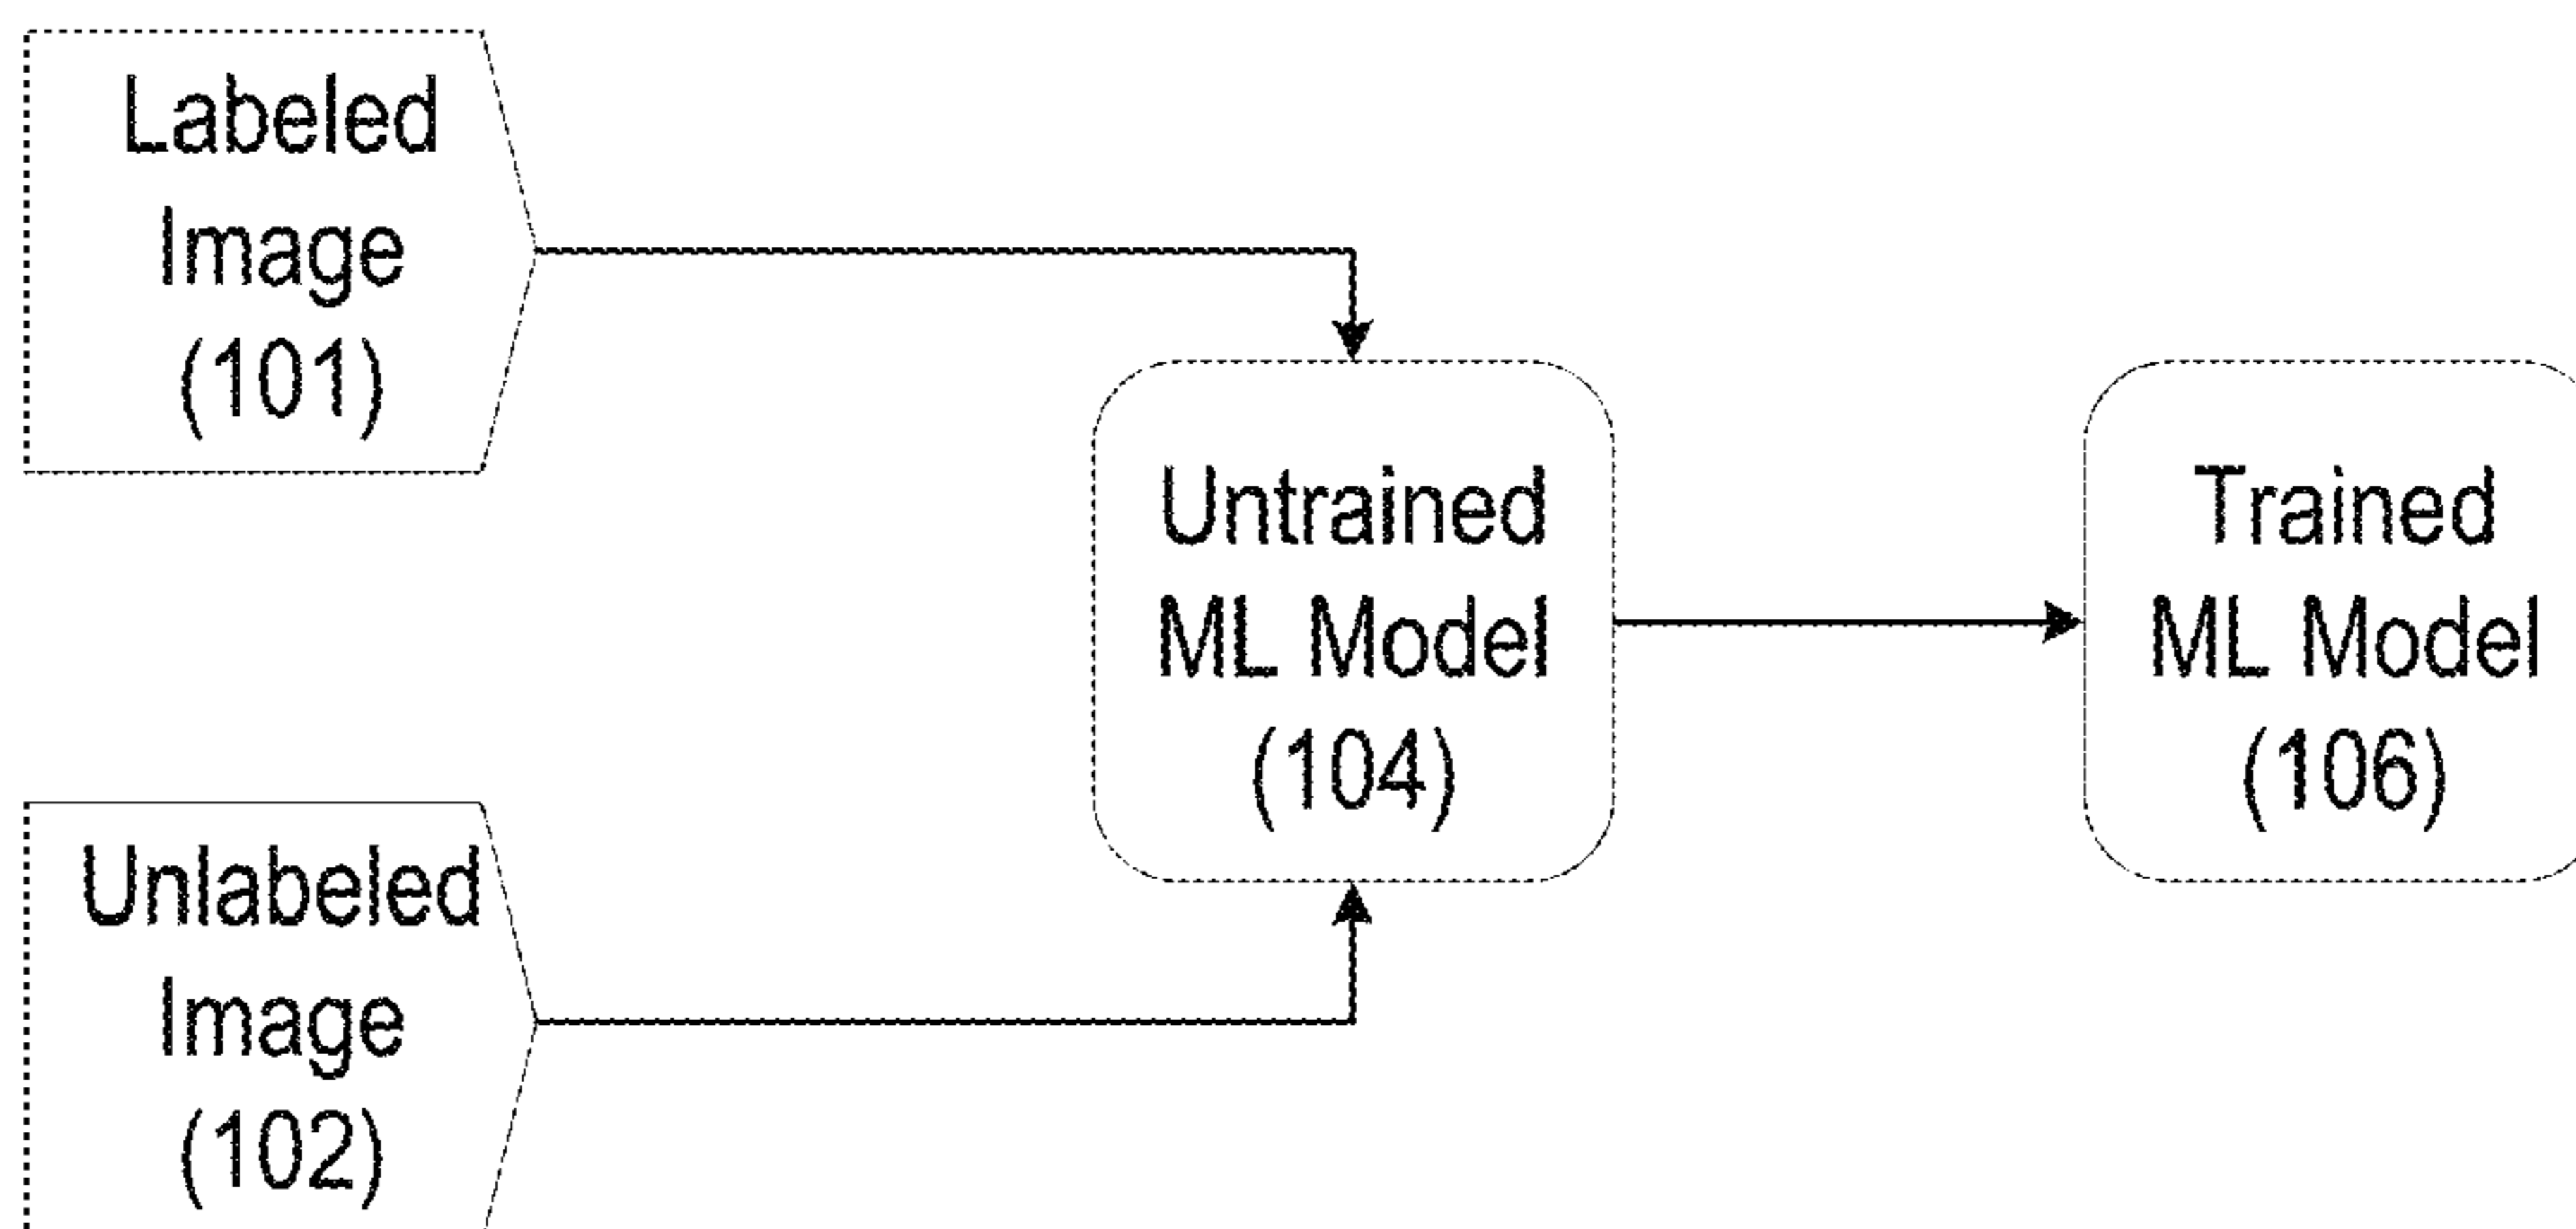 Labeled
Image
(101)
Untrained
ML Model
(104)
Trained
ML Model
(106)
Unlabeled
Image
(102)